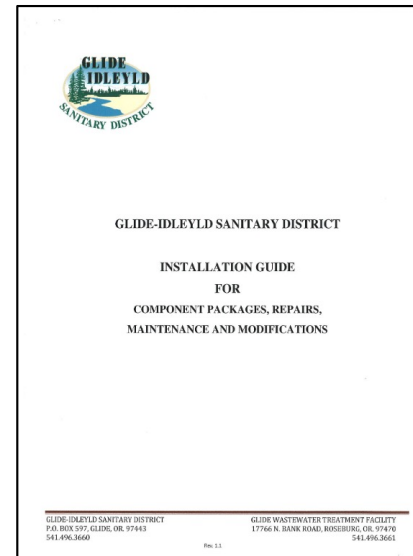 GLIDE
IDLEYLD
SANITARY DISTRICT
GLIDE-IDLEYLD SANITARY DISTRICT
INSTALLATION GUIDE
FOR
COMPONENT PACKAGES, REPAIRS,
MAINTENANCE AND MODIFICATIONS
GLIDE-IDLEYLD SANITARY DISTRICT
P.O. BOX 597, GLIDE, OR. 97443
541.496.3660
GLIDE WASTEWATER TREATMENT FACILITY
17766 N. BANK ROAD, ROSEBURG, OR. 97470
541.496.3661
Rev. 1.1